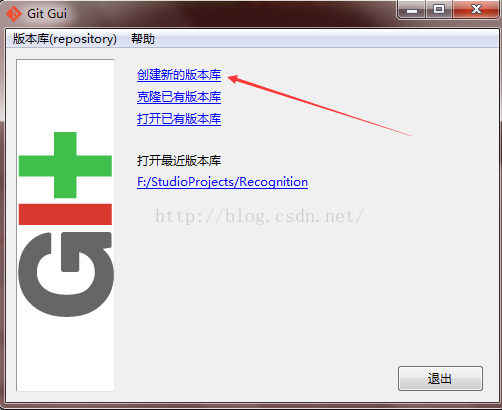 Git Gui
版本库(repository) 帮助
创建新的版本库
克隆已有版本库
打开已有版本库
打开最近版本库
F:/StudioProjects/Recognition
http://blog.csdn.net/
GIt
退出